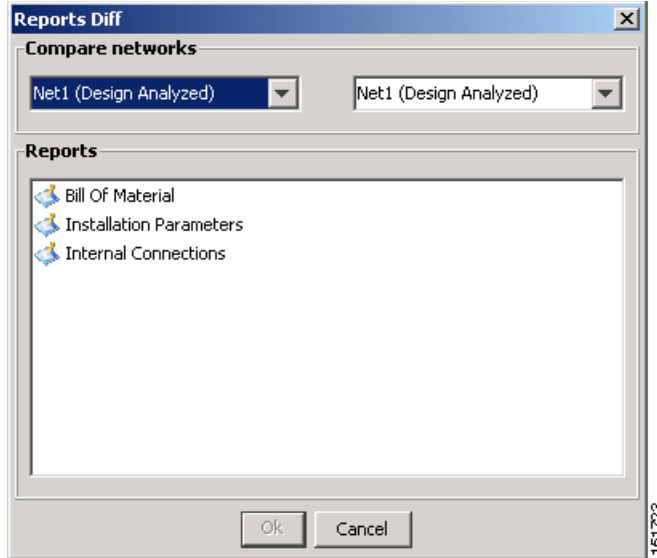 Reports Diff
Compare networks
Net1 (Design Analyzed) Net1 (Design Analyzed)
Reports
Bill Of Material
Installation Parameters
Internal Connections
Ok Cancel